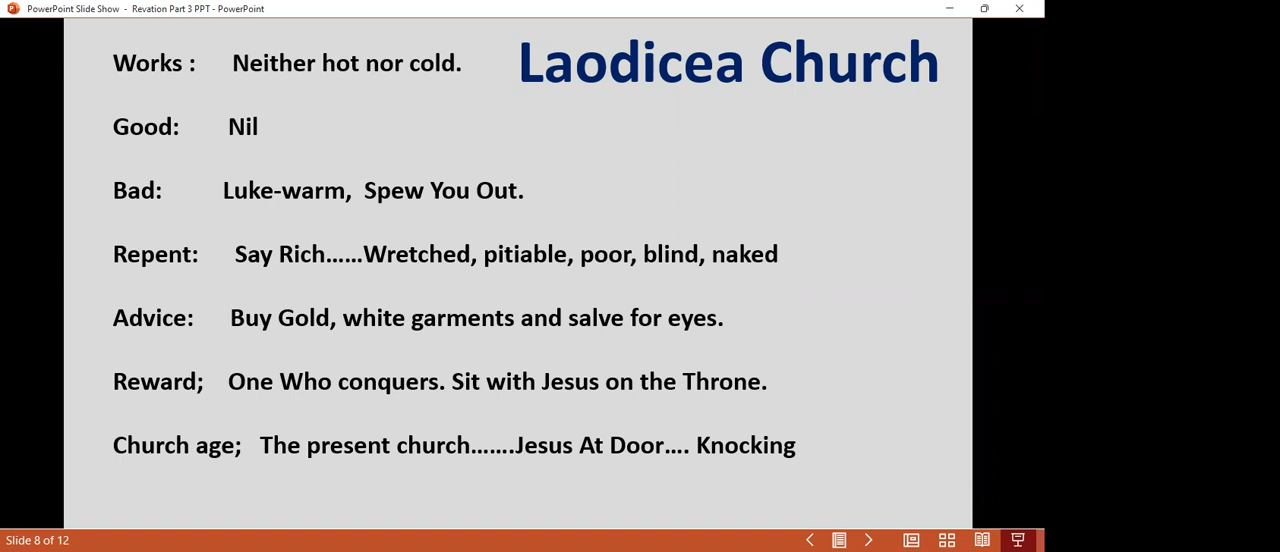 PowerPoint Slide Show - Revation Part 3 PPT - PowerPoint
Laodicea Church
Works : Neither hot nor cold.
Good: Nil
Bad: Luke-warm, Spew You Out.
Repent: Say Rich……Wretched, pitiable, poor, blind, naked
Advice: Buy Gold, white garments and salve for eyes.
Reward; One Who conquers. Sit with Jesus on the Throne.
Church age; The present church…….Jesus At Door…. Knocking
Slide 8 of 12